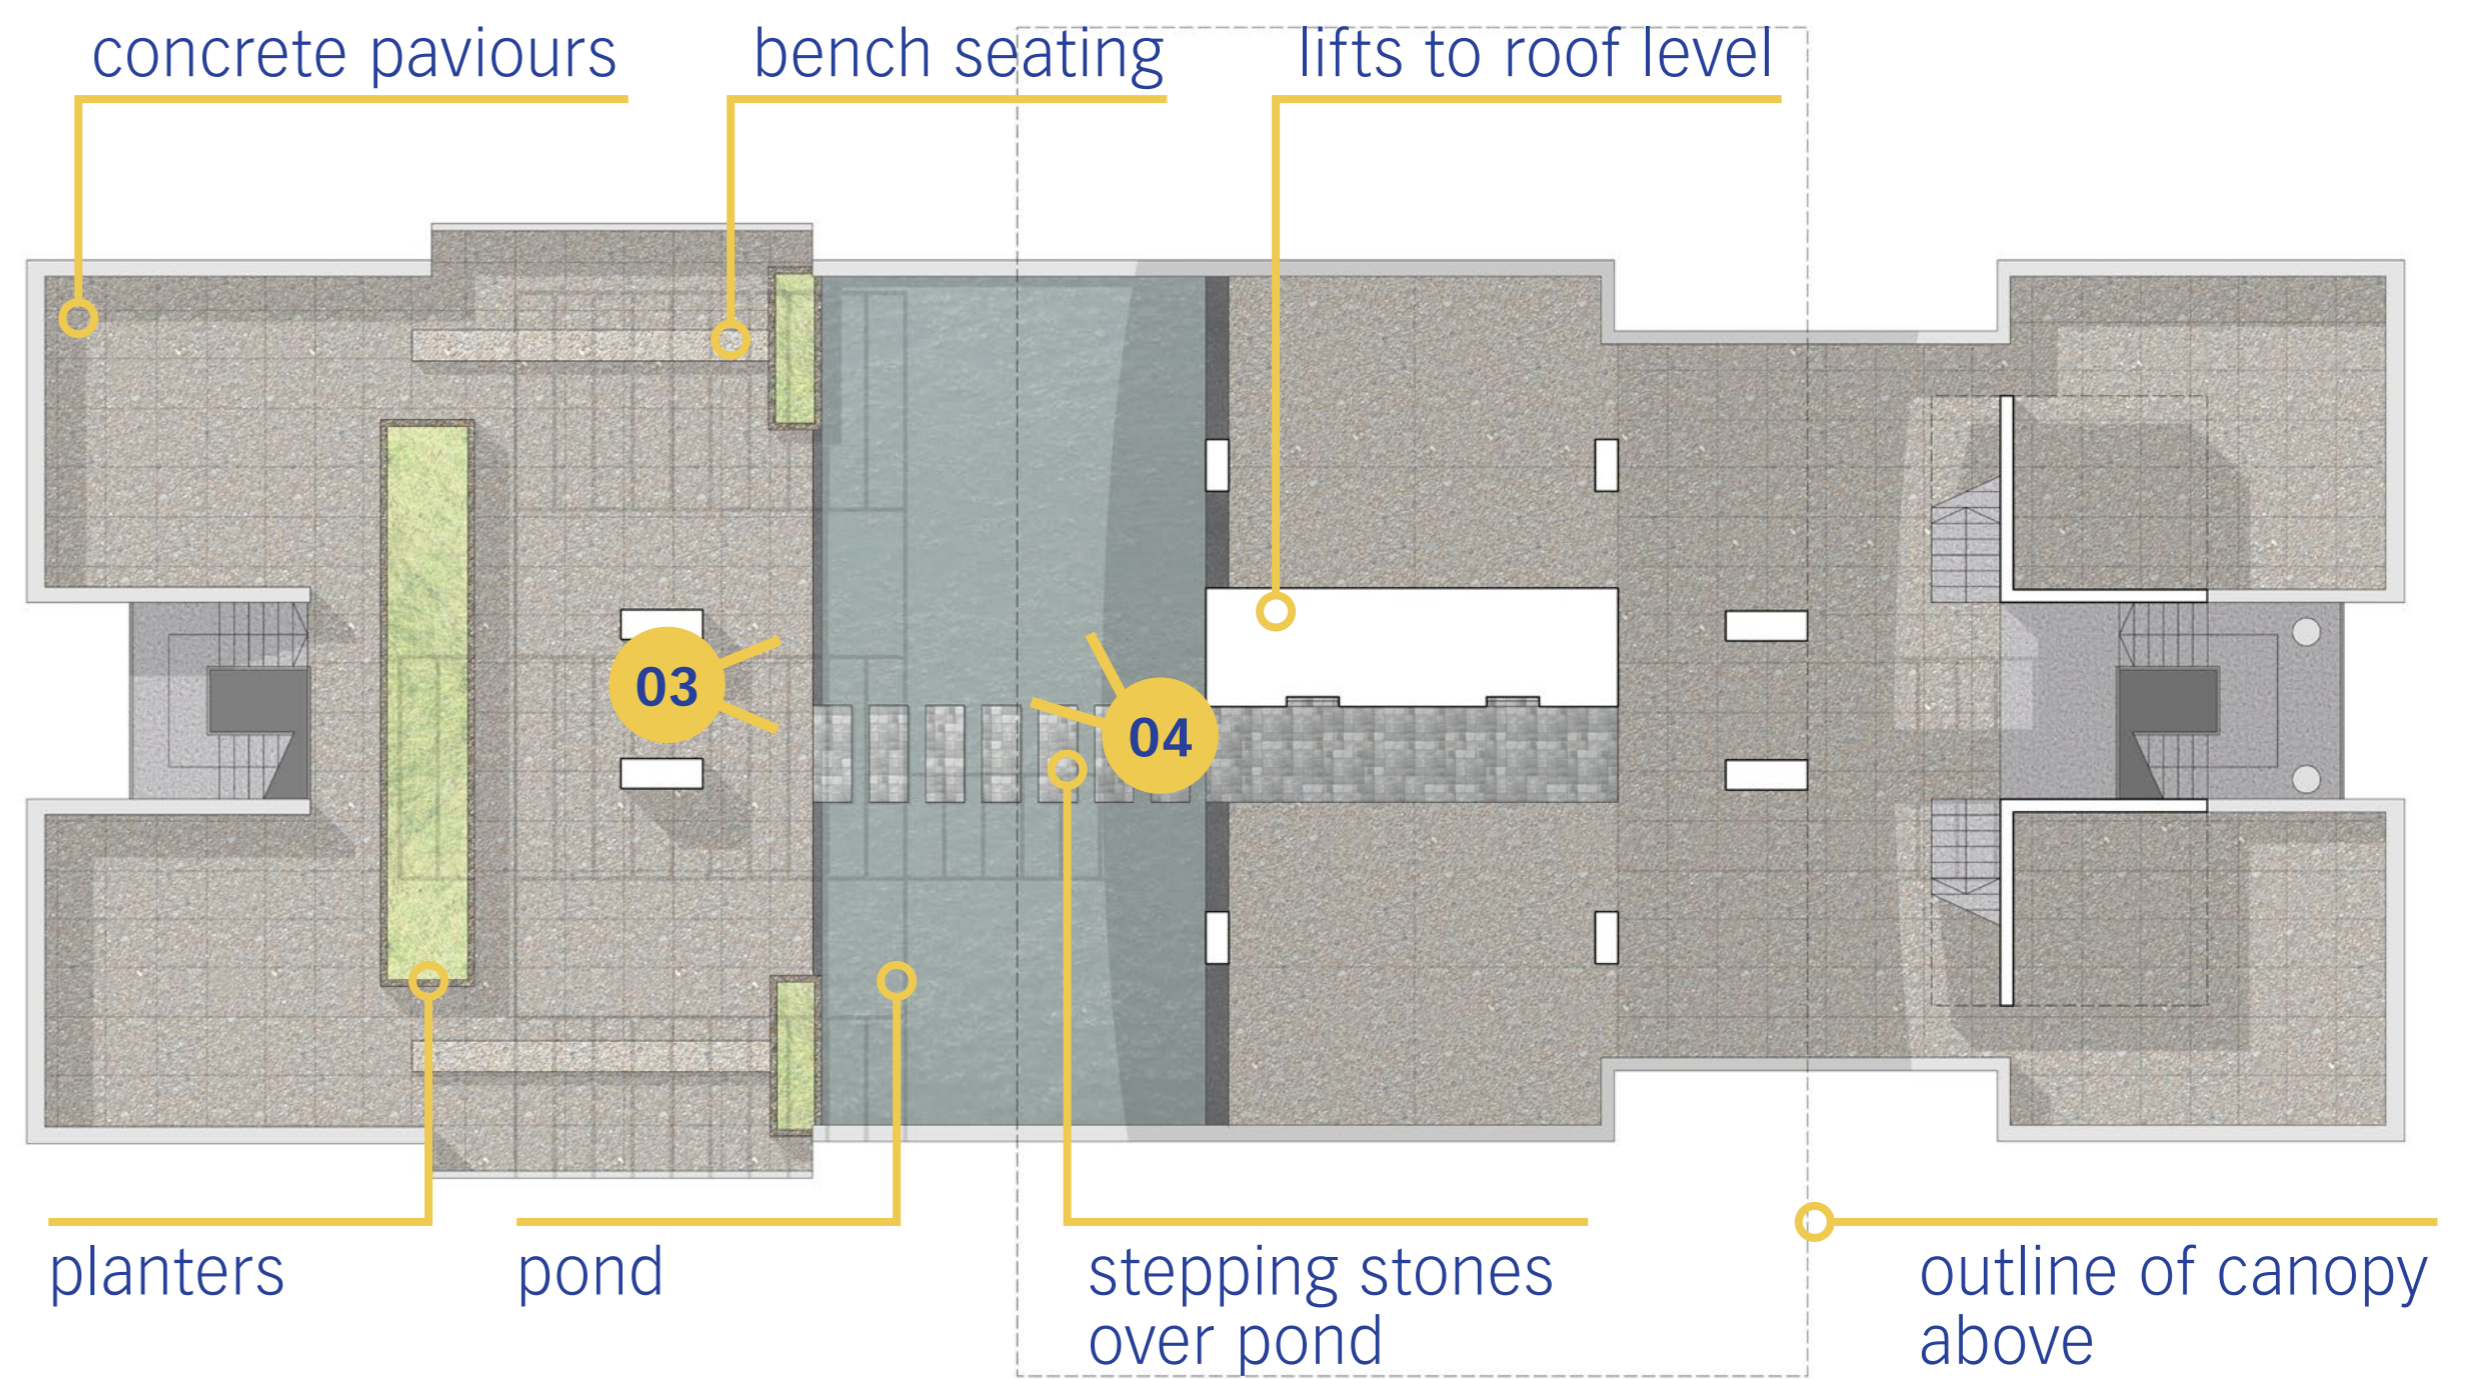 concrete paviours
bench seating
lifts to roof level
03
04
planters
pond
stepping stones
over pond
outline of canopy
above